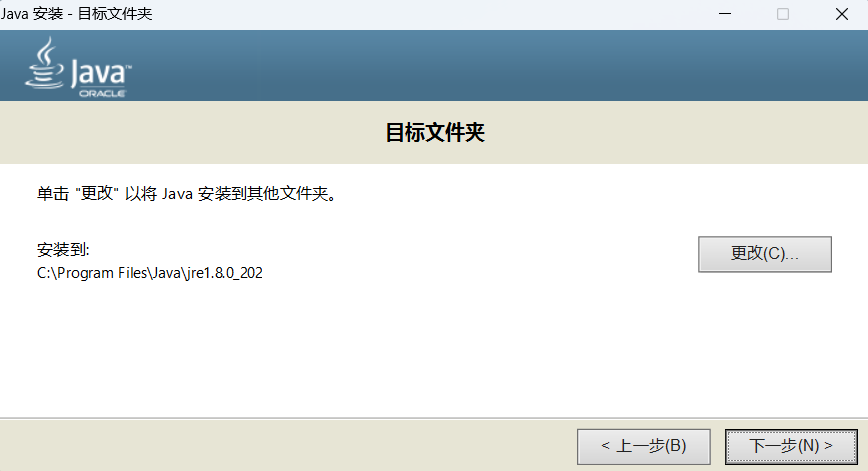 Java 安装 - 目标文件夹
Java™
ORACLE
目标文件夹
单击 "更改" 以将 Java 安装到其他文件夹。
安装到:
更改(C)...
C:\Program Files\Java\jre1.8.0_202
< 上一步(B)
下一步(N) >